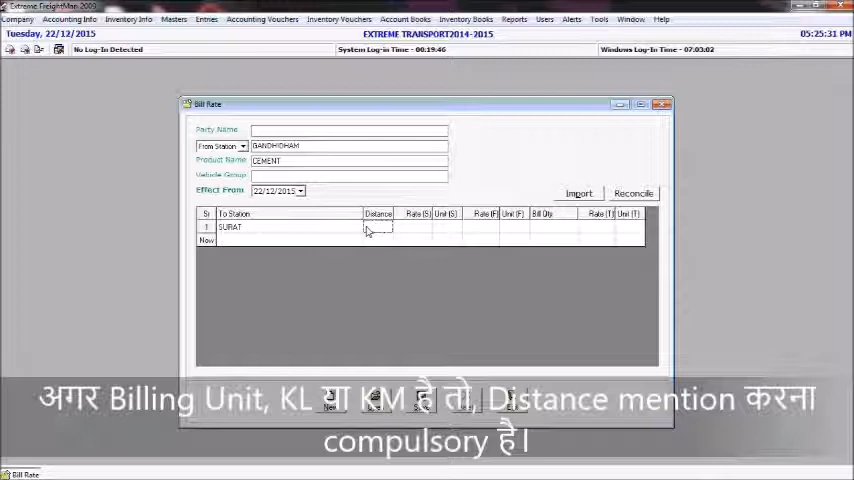 Extreme FreightMan 2009
Company Accounting Info Inventory Info Masters Entries Accounting Vouchers Inventory Vouchers Account Books Inventory Books Reports Users Alerts Tools Window Help
Tuesday, 22/12/2015 EXTREME TRANSPORT2014-2015 05:25:31 PM
No Log-In Detected System Log-in Time - 00:19:46 Windows Log-In Time - 07:03:02
Bill Rate
Party Name
From Station GANDHIDHAM
Product Name CEMENT
Vehicle Group
Effect From 22/12/2015
Import Reconcile
Sr To Station Distance Rate (S) Unit (S) Rate (F) Unit (F) Bill Qty Rate (T) Unit (T)
1 SURAT
Now
New
अगर Billing Unit, KL या KM है तो, Distance mention करना
compulsory है।
Bill Rate